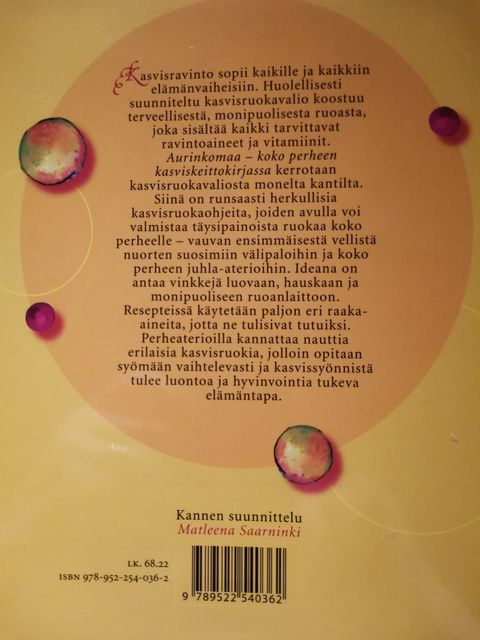 Kasvisravinto sopii kaikille ja kaikkiin
elämänvaiheisiin. Huolellisesti
suunniteltu kasvisruokavalio koostuu
terveellisestä, monipuolisesta ruoasta,
joka sisältää kaikki tarvittavat
ravintoaineet ja vitamiinit.
Aurinkomaa – koko perheen
kasviskeittokirjassa kerrotaan
kasvisruokavaliosta monelta kantilta.
Siinä on runsaasti herkullisia
kasvisruokaohjeita, joiden avulla voi
valmistaa täysipainoista ruokaa koko
perheelle – vauvan ensimmäisestä vellistä
nuorten suosimiin välipaloihin ja koko
perheen juhla-aterioihin. Ideana on
antaa vinkkejä luovaan, hauskaan ja
monipuoliseen ruoanlaittoon.
Resepteissä käytetään paljon eri raaka-
aineita, jotta ne tulisivat tutuiksi.
Perheaterioilla kannattaa nauttia
erilaisia kasvisruokia, jolloin opitaan
syömään vaihtelevasti ja kasvissyönnistä
tulee luontoa ja hyvinvointia tukeva
elämäntapa.
Kannen suunnittelu
Matleena Saarninki
LK. 68.22
ISBN 978-952-254-036-2
9 789522 540362